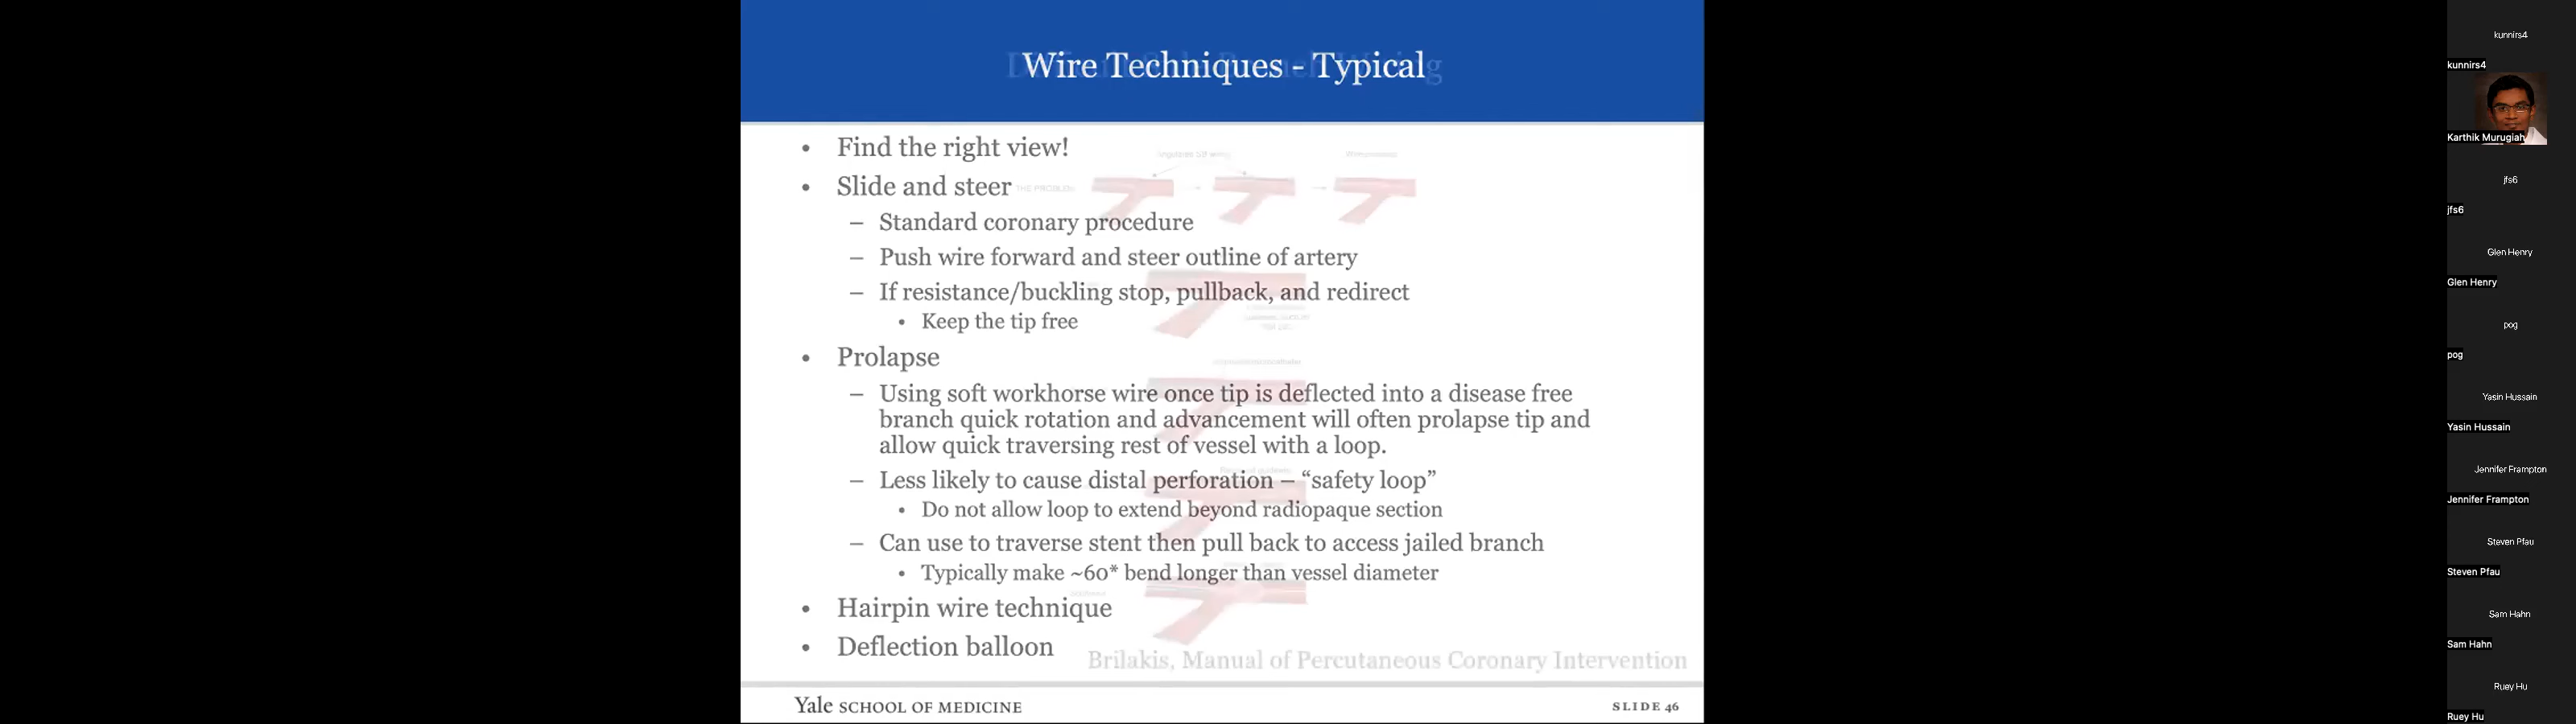 Wire Techniques - Typical
• Find the right view!
• Slide and steer
THE PROBLEM
– Standard coronary procedure
– Push wire forward and steer outline of artery
– If resistance/buckling stop, pullback, and redirect
• Keep the tip free
• Prolapse
– Using soft workhorse wire once tip is deflected into a disease free
branch quick rotation and advancement will often prolapse tip and
allow quick traversing rest of vessel with a loop.
– Less likely to cause distal perforation – “safety loop”
• Do not allow loop to extend beyond radiopaque section
– Can use to traverse stent then pull back to access jailed branch
• Typically make ~60* bend longer than vessel diameter
• Hairpin wire technique
• Deflection balloon
Brilakis, Manual of Percutaneous Coronary Intervention
Yale SCHOOL OF MEDICINE
SLIDE 46
kunnirs4
kunnirs4
Karthik Murugiah
jfs6
jfs6
Glen Henry
Glen Henry
pog
pog
Yasin Hussain
Yasin Hussain
Jennifer Frampton
Jennifer Frampton
Steven Pfau
Steven Pfau
Sam Hahn
Sam Hahn
Ruey Hu
Ruey Hu